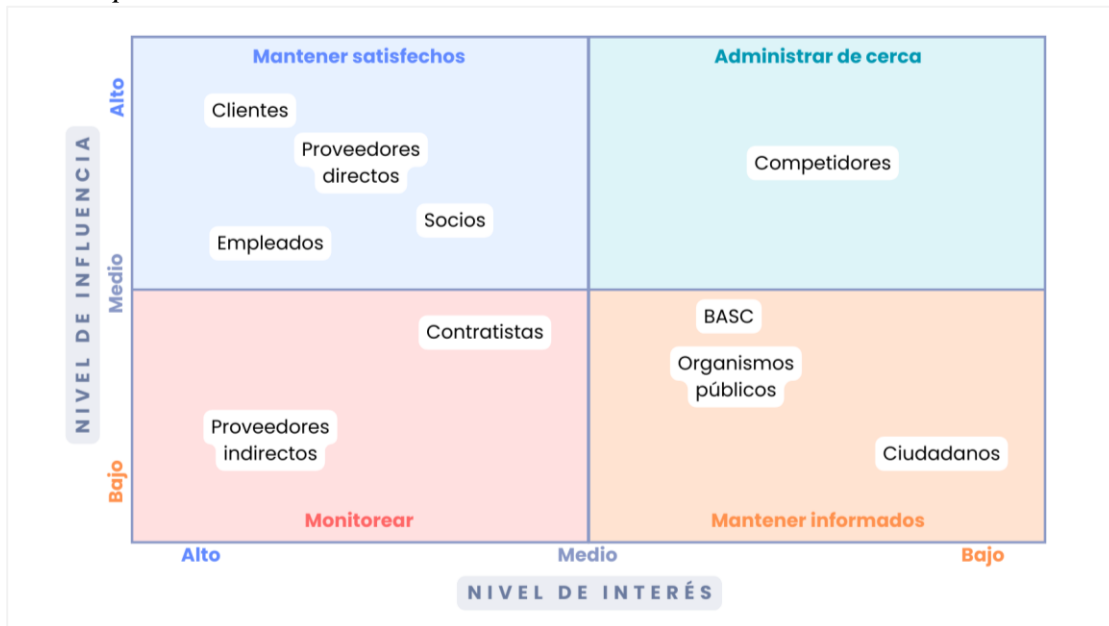 Mantener satisfechos
Administrar de cerca
Alto
Clientes
Proveedores
directos
Competidores
Socios
Empleados
NIVEL DE INFLUENCIA
Medio
BASC
Contratistas
Organismos
públicos
Proveedores
indirectos
Ciudadanos
Bajo
Monitorear
Mantener informados
Alto
Medio
Bajo
NIVEL DE INTERÉS